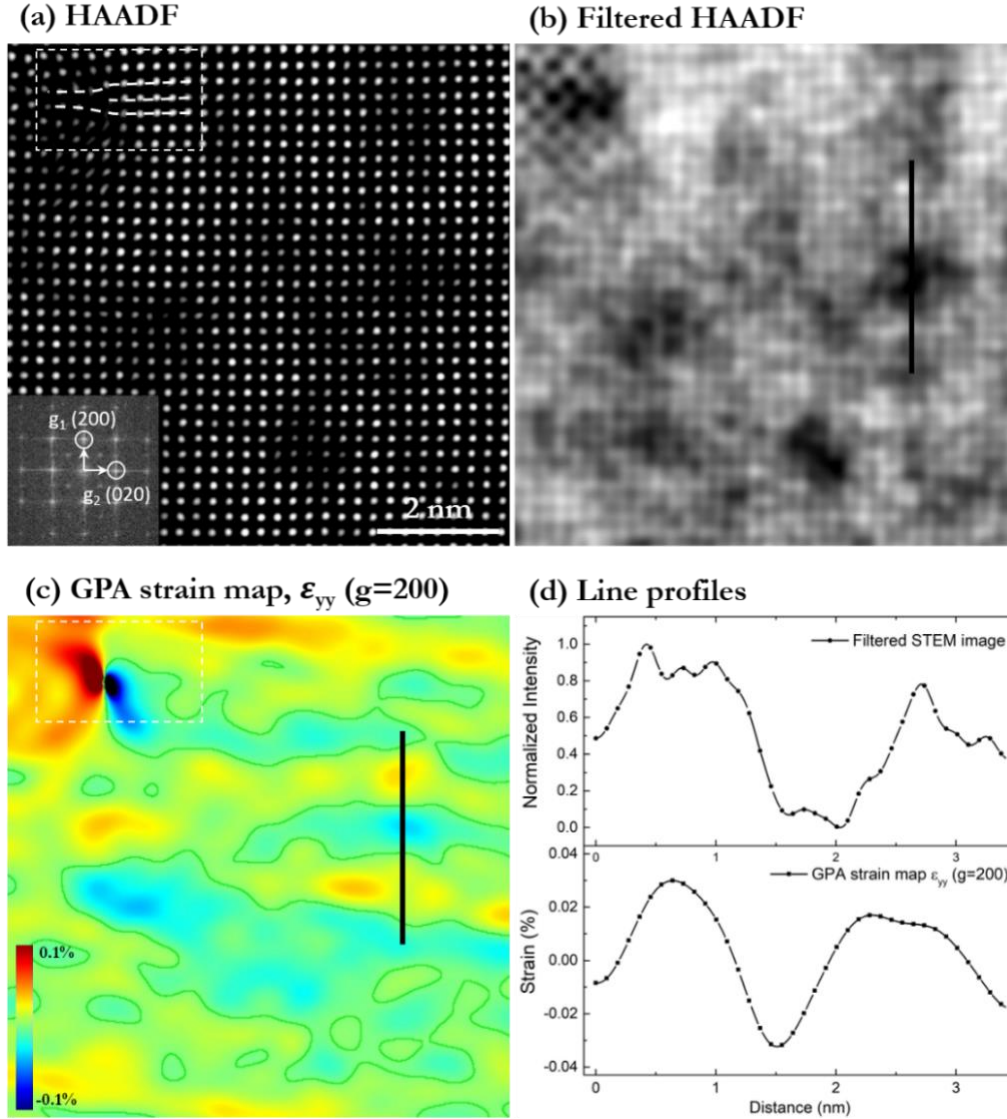 (a) HAADF
(b) Filtered HAADF
g₁ (200)
g₂ (020)
2 nm
(c) GPA strain map, εyy (g=200)
(d) Line profiles
0.1%
-0.1%
Filtered STEM image
Normalized Intensity
1.0
0.8
0.6
0.4
0.2
0.0
0 1 2 3
GPA strain map εyy (g=200)
Strain (%)
0.04
0.02
0.00
-0.02
-0.04
0 1 2 3
Distance (nm)